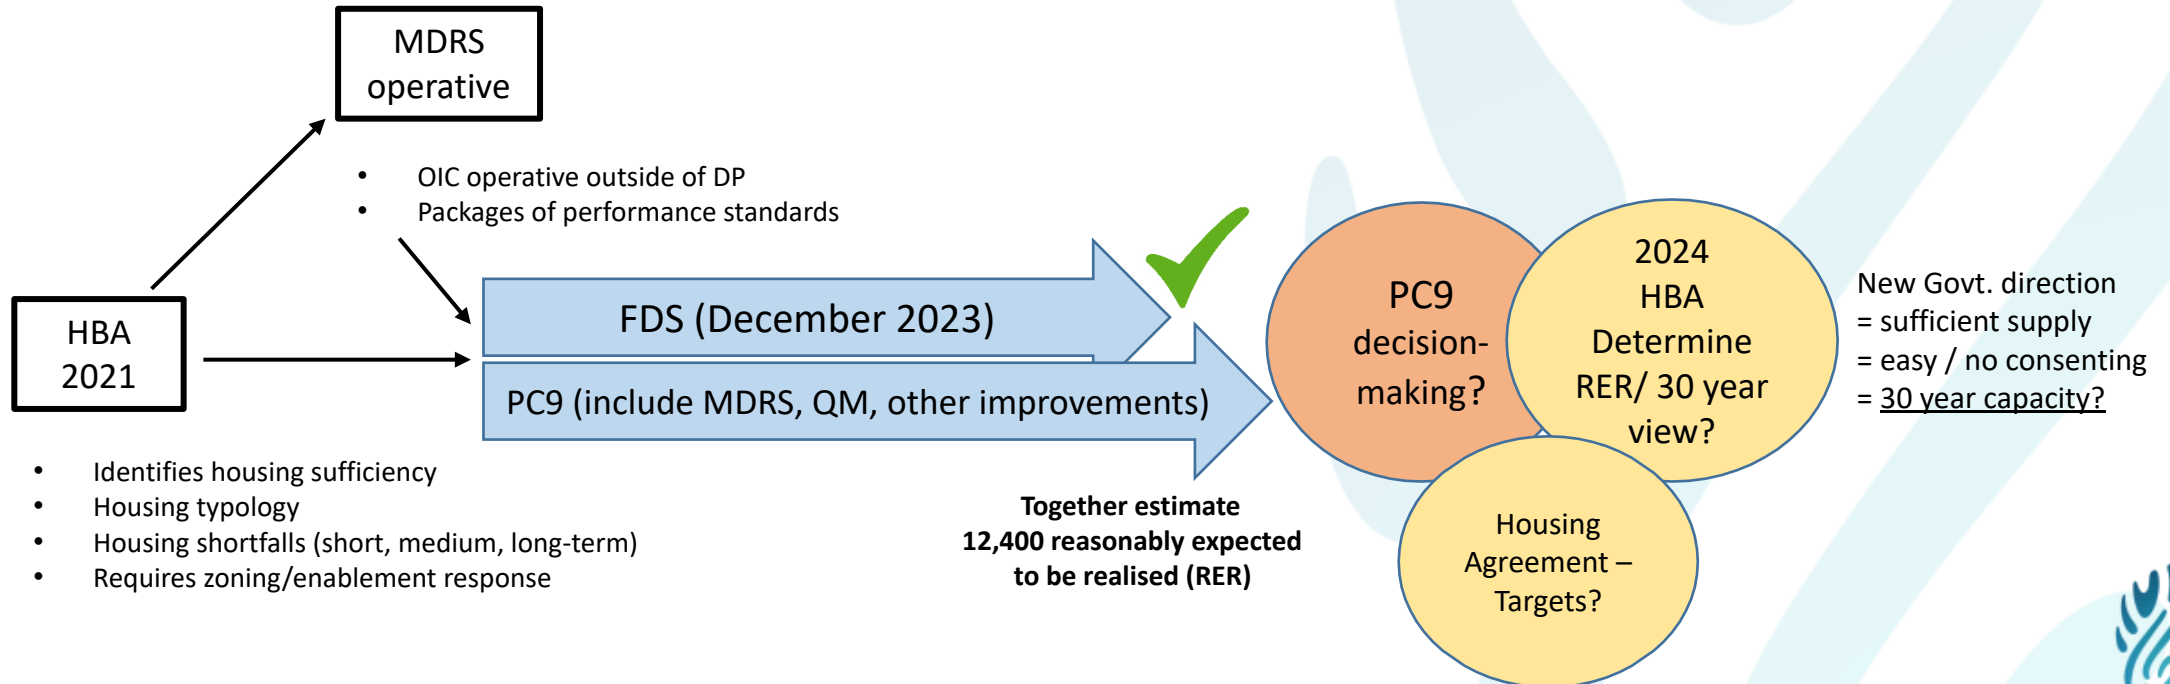 MDRS
operative
• OIC operative outside of DP
• Packages of performance standards
HBA
2021
FDS (December 2023)
PC9 (include MDRS, QM, other improvements)
• Identifies housing sufficiency
• Housing typology
• Housing shortfalls (short, medium, long-term)
• Requires zoning/enablement response
Together estimate
12,400 reasonably expected
to be realised (RER)
PC9
decision-
making?
2024
HBA
Determine
RER/ 30 year
view?
Housing
Agreement –
Targets?
New Govt. direction
= sufficient supply
= easy / no consenting
= 30 year capacity?